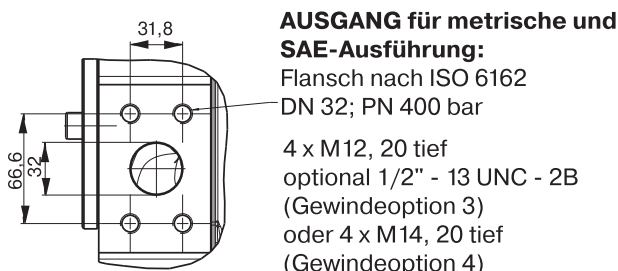 31,8
AUSGANG für metrische und
SAE-Ausführung:
Flansch nach ISO 6162
DN 32; PN 400 bar
66,6
32
4 x M12, 20 tief
optional 1/2" - 13 UNC - 2B
(Gewindeoption 3)
oder 4 x M14, 20 tief
(Gewindeoption 4)